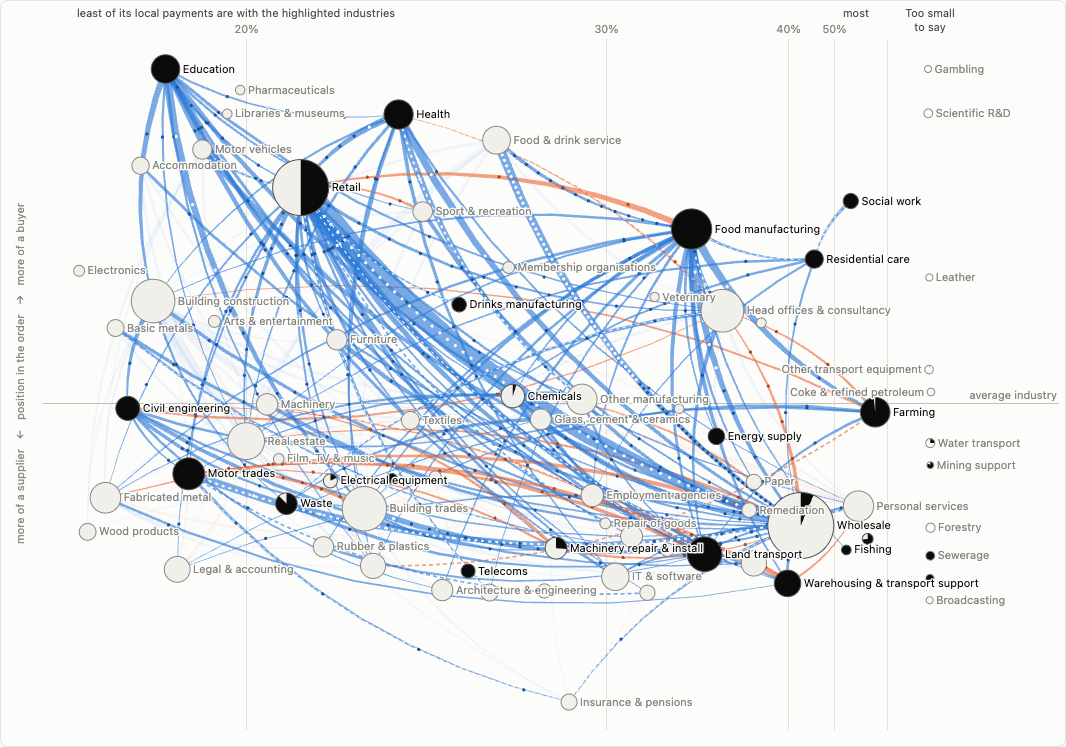 least of its local payments are with the highlighted industries
most
Too small
to say
20%
30%
40%
50%
Education
Gambling
Pharmaceuticals
Libraries & museums
Health
Scientific R&D
Food & drink service
Motor vehicles
Accommodation
Retail
Social work
Sport & recreation
Food manufacturing
Residential care
Electronics
Membership organisations
Leather
Building construction
Drinks manufacturing
Veterinary
Head offices & consultancy
Basic metals
Arts & entertainment
Furniture
Other transport equipment
Coke & refined petroleum
average industry
Chemicals
Other manufacturing
Civil engineering
Machinery
Farming
Textiles
Glass, cement & ceramics
Energy supply
Real estate
Water transport
Film, TV & music
Mining support
Motor trades
Electrical equipment
Paper
Fabricated metal
Waste
Building trades
Employment agencies
Remediation
Personal services
Wood products
Repair of goods
Wholesale
Forestry
Rubber & plastics
Machinery repair & install
Land transport
Fishing
Sewerage
Legal & accounting
Telecoms
IT & software
Warehousing & transport support
Architecture & engineering
Broadcasting
Insurance & pensions
more of a supplier ← position in the order → more of a buyer